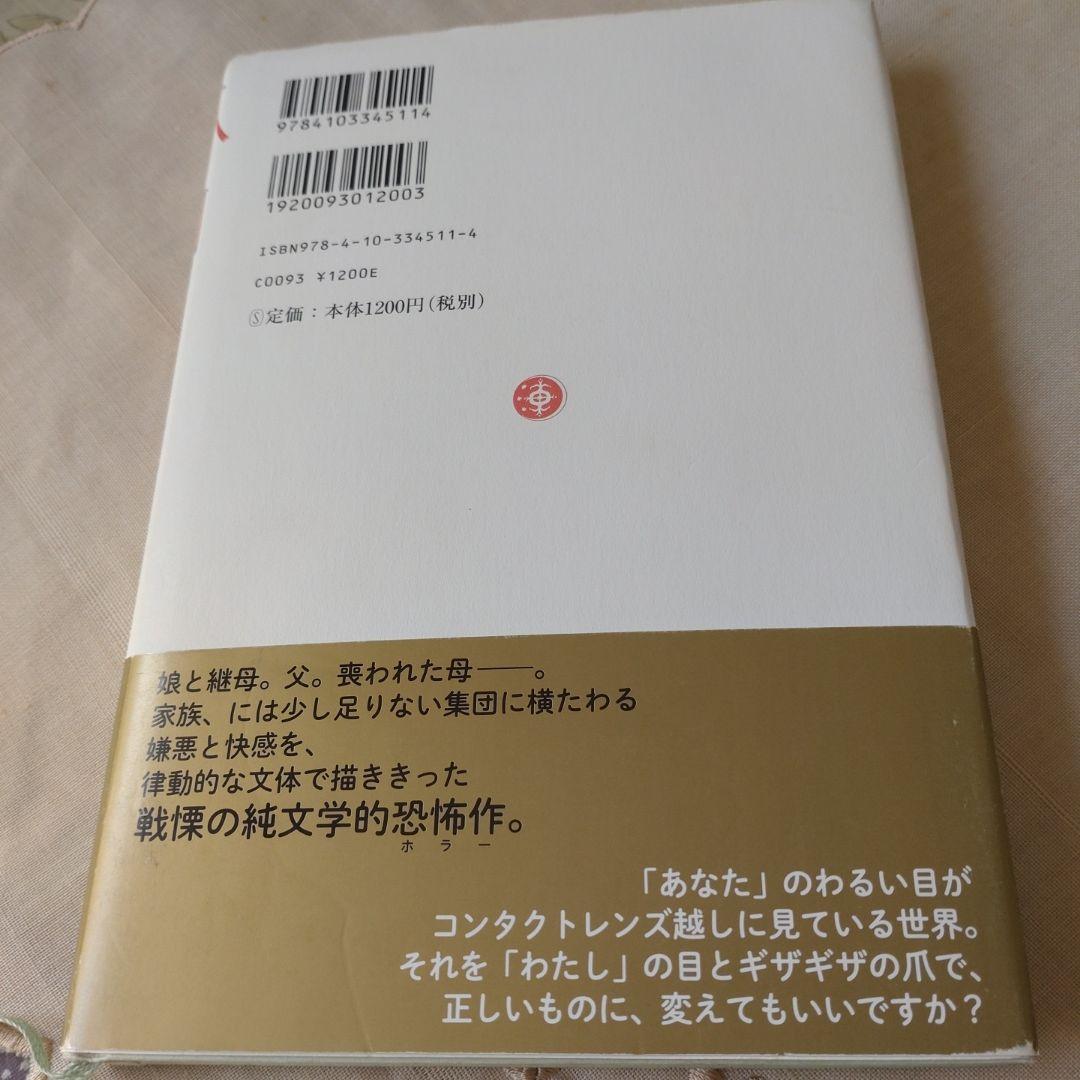 9784103345114
1920093012003
ISBN978-4-10-334511-4
C0093 ¥1200E
Ⓢ定価：本体1200円（税別）
娘と継母。父。喪われた母――。
家族、には少し足りない集団に横たわる
嫌悪と快感を、
律動的な文体で描ききった
戦慄の純文学的恐怖作。
ホラー
「あなた」のわるい目が
コンタクトレンズ越しに見ている世界。
それを「わたし」の目とギザギザの爪で、
正しいものに、変えてもいいですか？